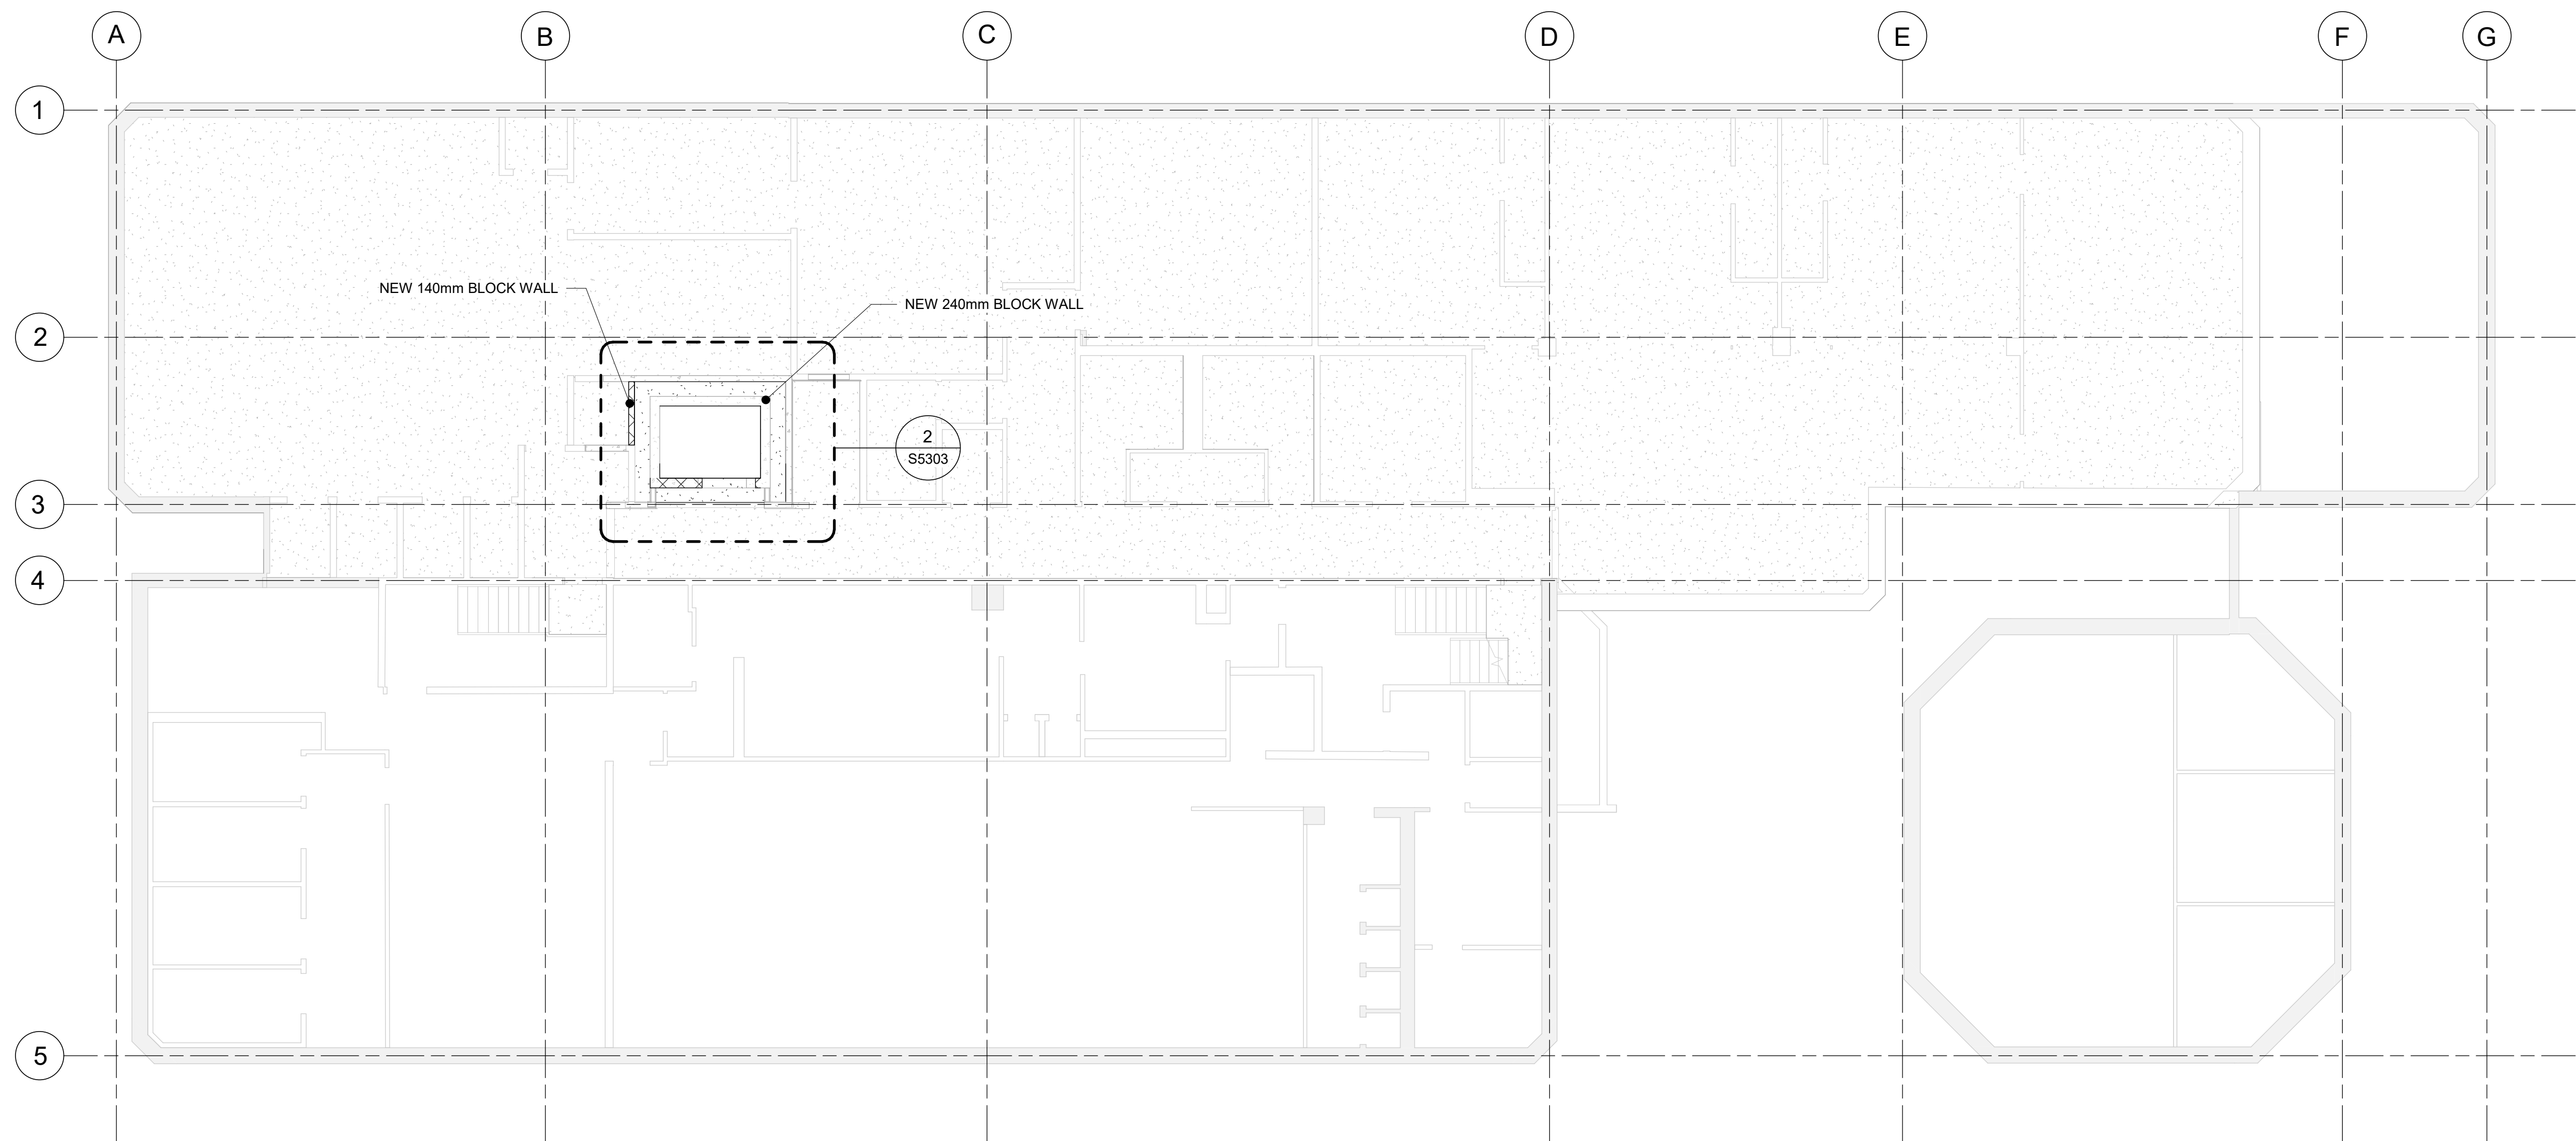 A
B
C
D
E
F
G
1
NEW 140mm BLOCK WALL
NEW 240mm BLOCK WALL
2
2
S5303
3
4
5